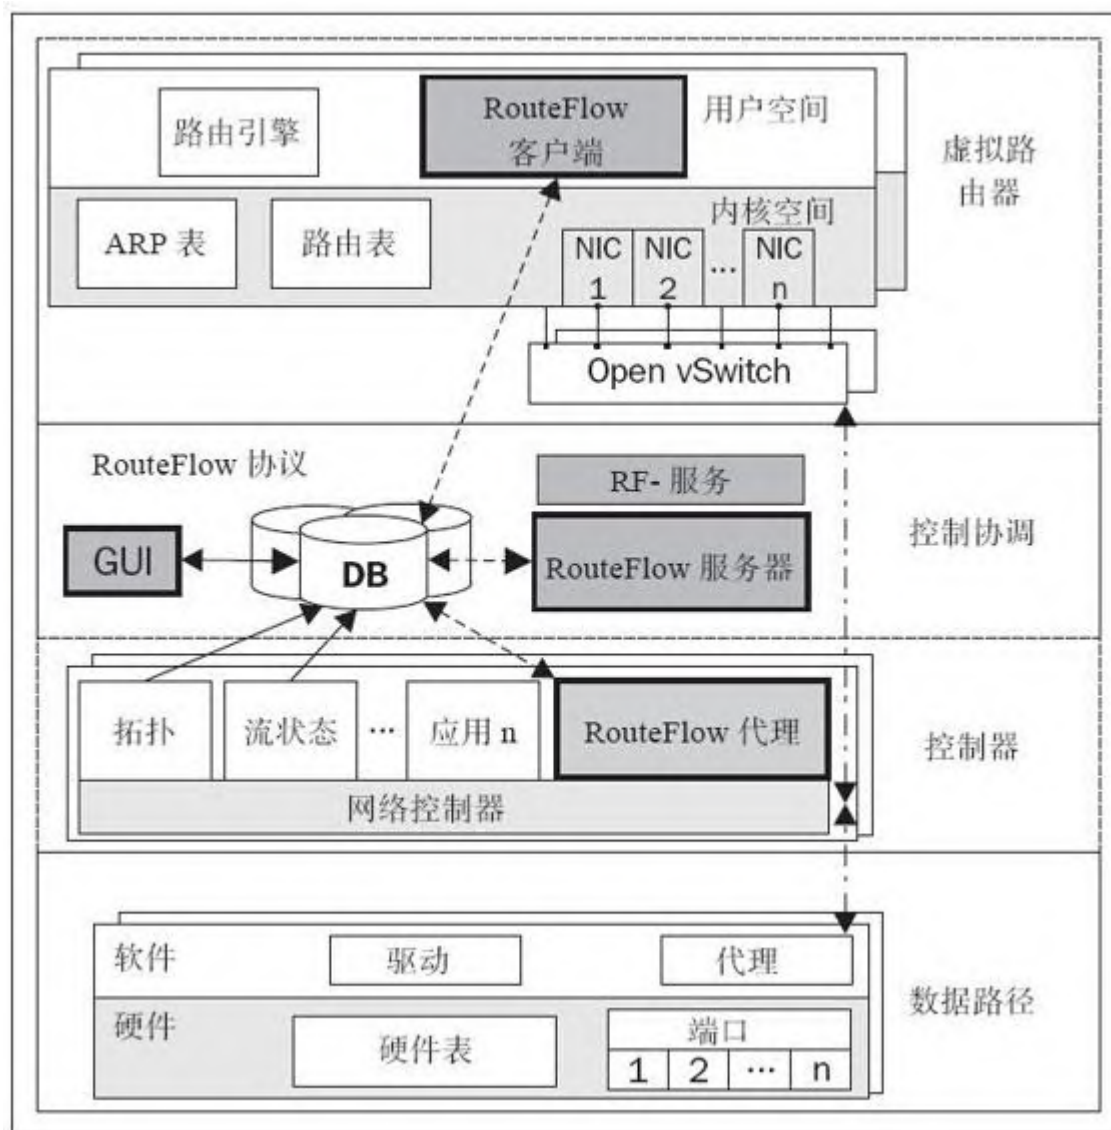 路由引擎
RouteFlow
客户端
用户空间
虚拟路
由器
ARP 表
路由表
内核空间
NIC
1
NIC
2
...
NIC
n
Open vSwitch
RouteFlow 协议
RF- 服务
GUI
DB
RouteFlow 服务器
控制协调
拓扑
流状态
...
应用 n
RouteFlow 代理
控制器
网络控制器
软件
驱动
代理
数据路径
硬件
硬件表
端口
1
2
...
n